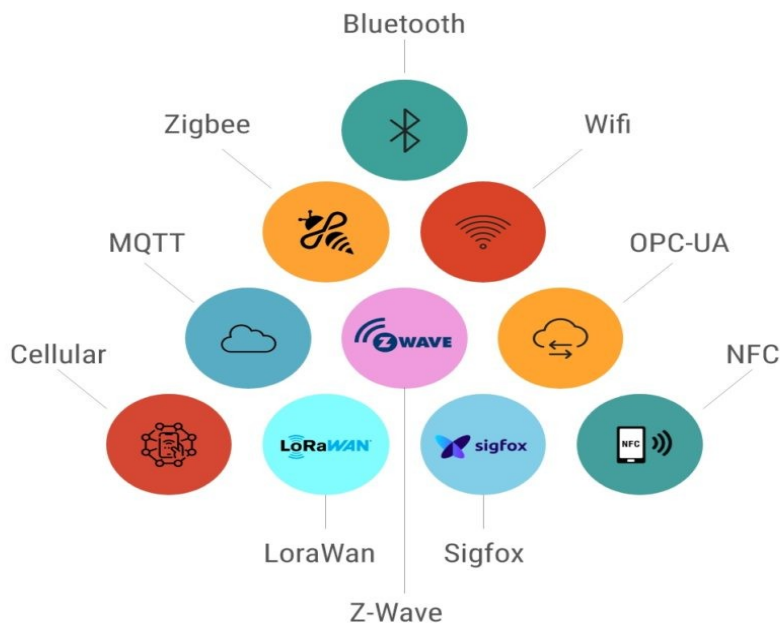 Bluetooth
Zigbee
Wifi
MQTT
OPC-UA
Z WAVE
Cellular
NFC
LoRaWAN
sigfox
NFC
LoraWan
Sigfox
Z-Wave